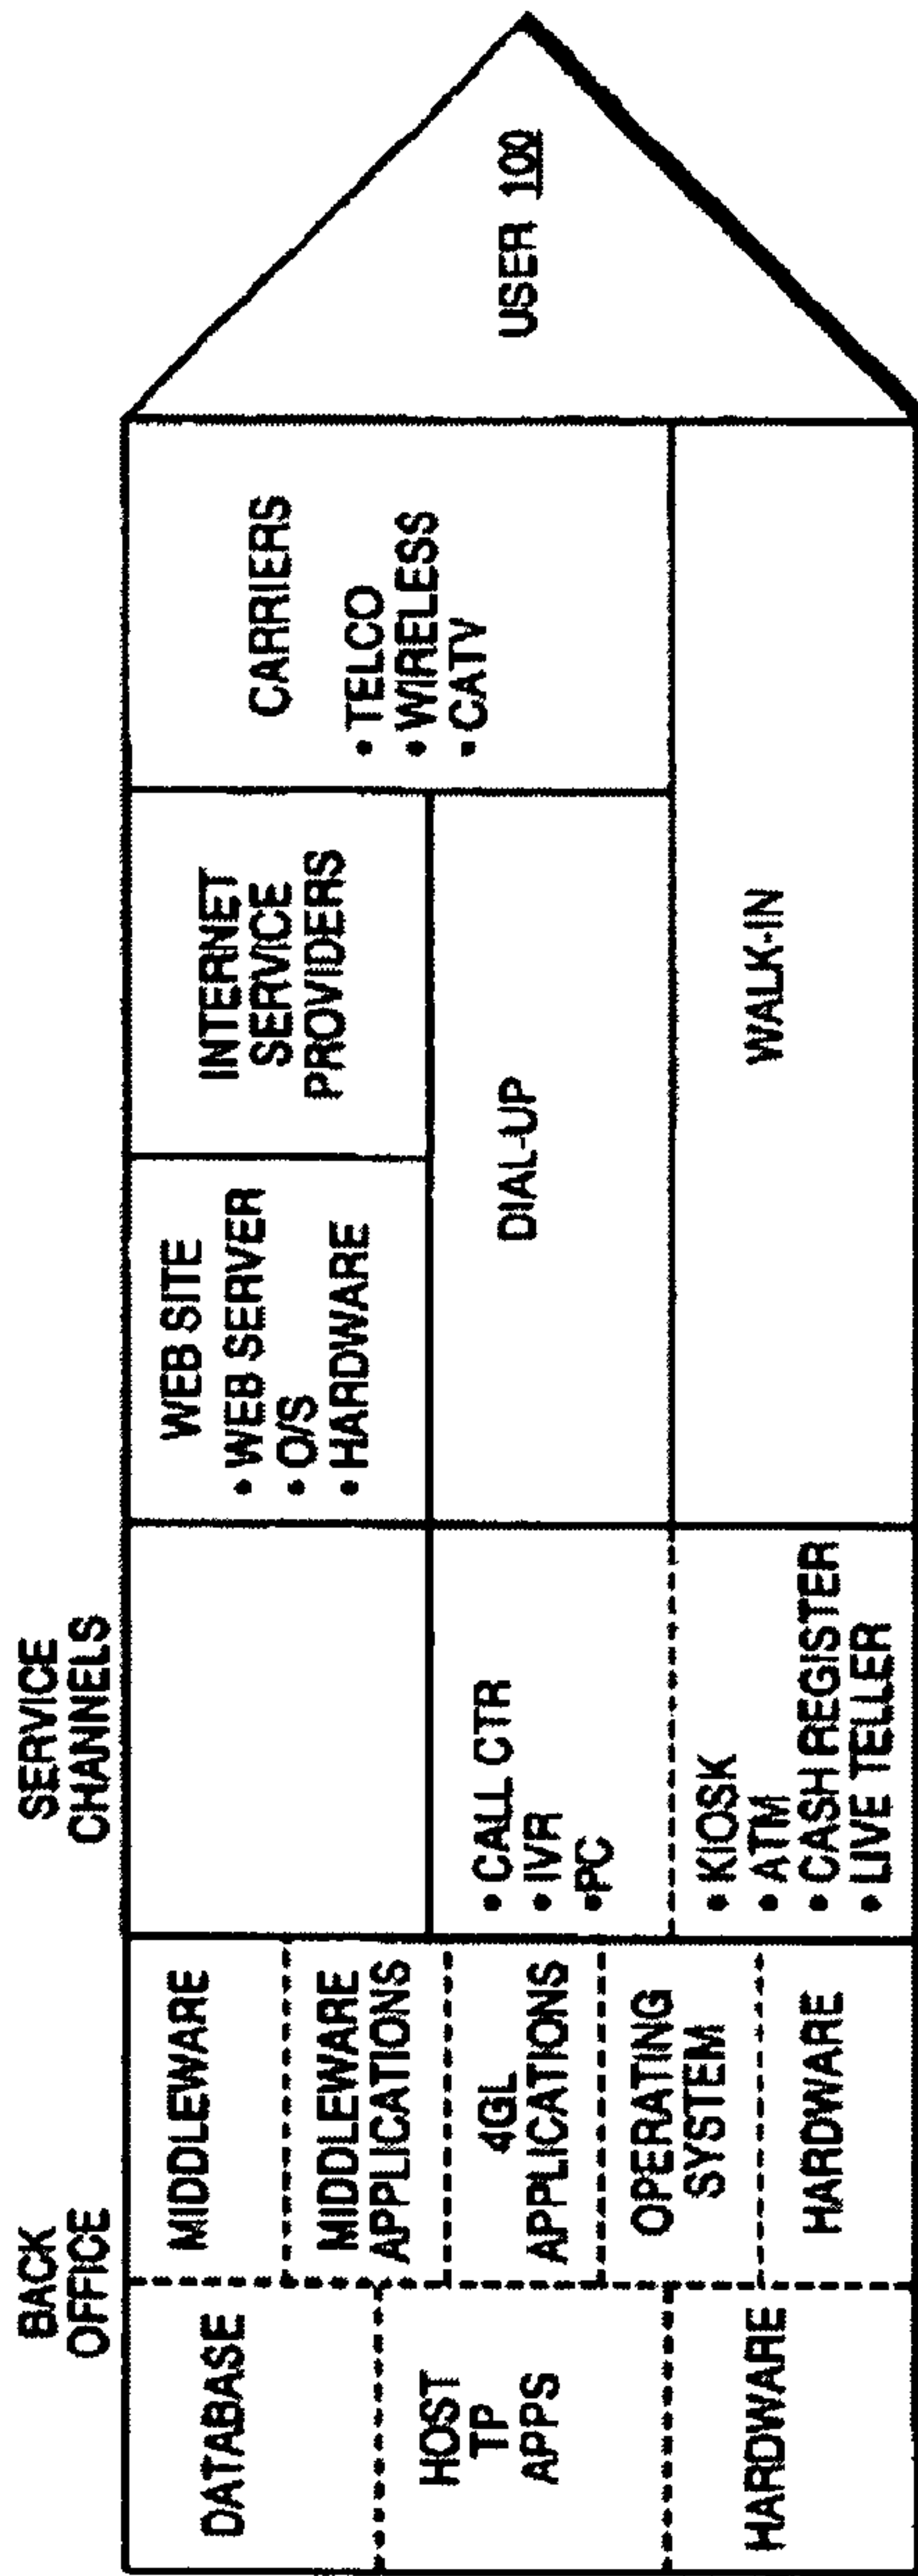 BACK
OFFICE
SERVICE
CHANNELS
DATABASE
HOST
TP
APPS
HARDWARE
MIDDLEWARE
MIDDLEWARE
APPLICATIONS
4GL
APPLICATIONS
OPERATING
SYSTEM
HARDWARE
• CALL CTR
• IVR
•PC
• KIOSK
• ATM
• CASH REGISTER
• LIVE TELLER
WEB SITE
• WEB SERVER
• O/S
• HARDWARE
INTERNET
SERVICE
PROVIDERS
DIAL-UP
WALK-IN
CARRIERS
• TELCO
• WIRELESS
• CATV
USER 100